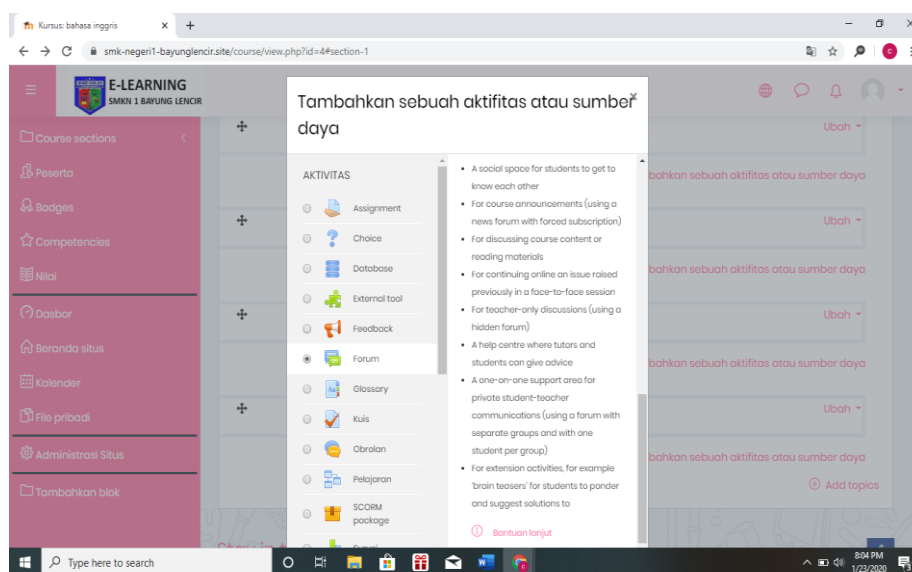 Kursus: bahasa inggris
smk-negeri1-bayunglencir.site/course/view.php?id=4#section-1
E-LEARNING
SMKN 1 BAYUNG LENCIR
Course sections
Peserta
Badges
Competencies
Nilai
Dasbor
Beranda situs
Kalender
File pribadi
Administrasi Situs
Tambahkan blok
Tambahkan sebuah aktifitas atau sumber
daya
×
AKTIVITAS
Assignment
Choice
Database
External tool
Feedback
Forum
Glossary
Kuis
Obrolan
Pelajaran
SCORM
package
• A social space for students to get to
know each other
• For course announcements (using a
news forum with forced subscription)
• For discussing course content or
reading materials
• For continuing online an issue raised
previously in a face-to-face session
• For teacher-only discussions (using a
hidden forum)
• A help centre where tutors and
students can give advice
• A one-on-one support area for
private student-teacher
communications (using a forum with
separate groups and with one
student per group)
• For extension activities, for example
'brain teasers' for students to ponder
and suggest solutions to
Bantuan lanjut
Ubah
bahkan sebuah aktifitas atau sumber daya
Ubah
bahkan sebuah aktifitas atau sumber daya
Ubah
bahkan sebuah aktifitas atau sumber daya
Ubah
bahkan sebuah aktifitas atau sumber daya
Add topics
Type here to search
8:04 PM
1/23/2020